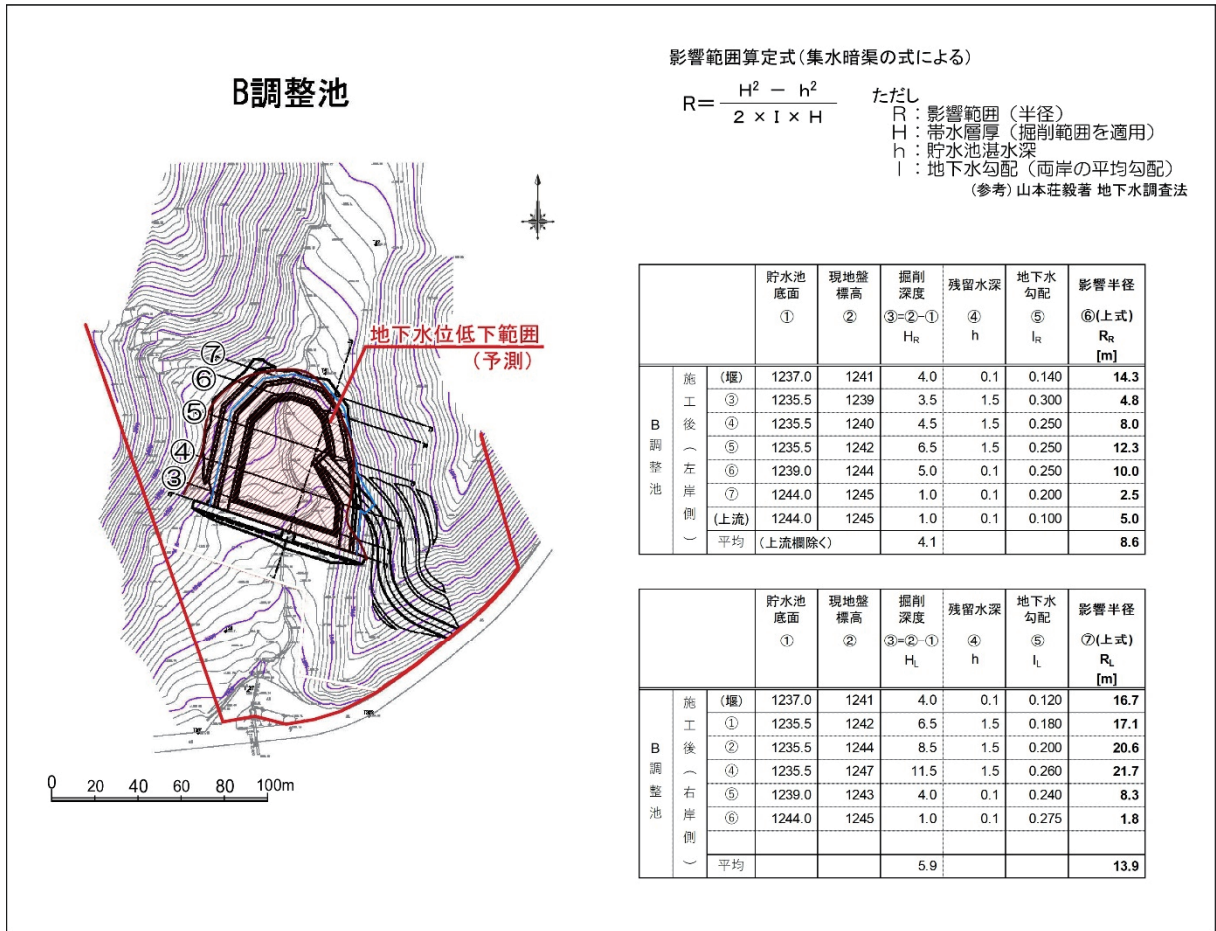 B調整池
影響範囲算定式(集水暗渠の式による)
R= H² − h² / 2 × I × H
ただし
R:影響範囲(半径)
H:帯水層厚(掘削範囲を適用)
h:貯水池湛水深
I:地下水勾配(両岸の平均勾配)
(参考)山本荘毅著 地下水調査法
地下水位低下範囲
(予測)
⑦
⑥
⑤
④
③
0 20 40 60 80 100m
貯水池底面 現地盤標高 掘削深度 残留水深 地下水勾配 影響半径
① ② ③=②-① ④ ⑤ ⑥(上式)
H_R h I_R R_R
[m]
B調整池 施工後(左岸側)
(堰) 1237.0 1241 4.0 0.1 0.140 14.3
③ 1235.5 1239 3.5 1.5 0.300 4.8
④ 1235.5 1240 4.5 1.5 0.250 8.0
⑤ 1235.5 1242 6.5 1.5 0.250 12.3
⑥ 1239.0 1244 5.0 0.1 0.250 10.0
⑦ 1244.0 1245 1.0 0.1 0.200 2.5
(上流) 1244.0 1245 1.0 0.1 0.100 5.0
平均 (上流欄除く) 4.1 8.6
貯水池底面 現地盤標高 掘削深度 残留水深 地下水勾配 影響半径
① ② ③=②-① ④ ⑤ ⑦(上式)
H_L h I_L R_L
[m]
B調整池 施工後(右岸側)
(堰) 1237.0 1241 4.0 0.1 0.120 16.7
① 1235.5 1242 6.5 1.5 0.180 17.1
② 1235.5 1244 8.5 1.5 0.200 20.6
④ 1235.5 1247 11.5 1.5 0.260 21.7
⑤ 1239.0 1243 4.0 0.1 0.240 8.3
⑥ 1244.0 1245 1.0 0.1 0.275 1.8
平均 5.9 13.9